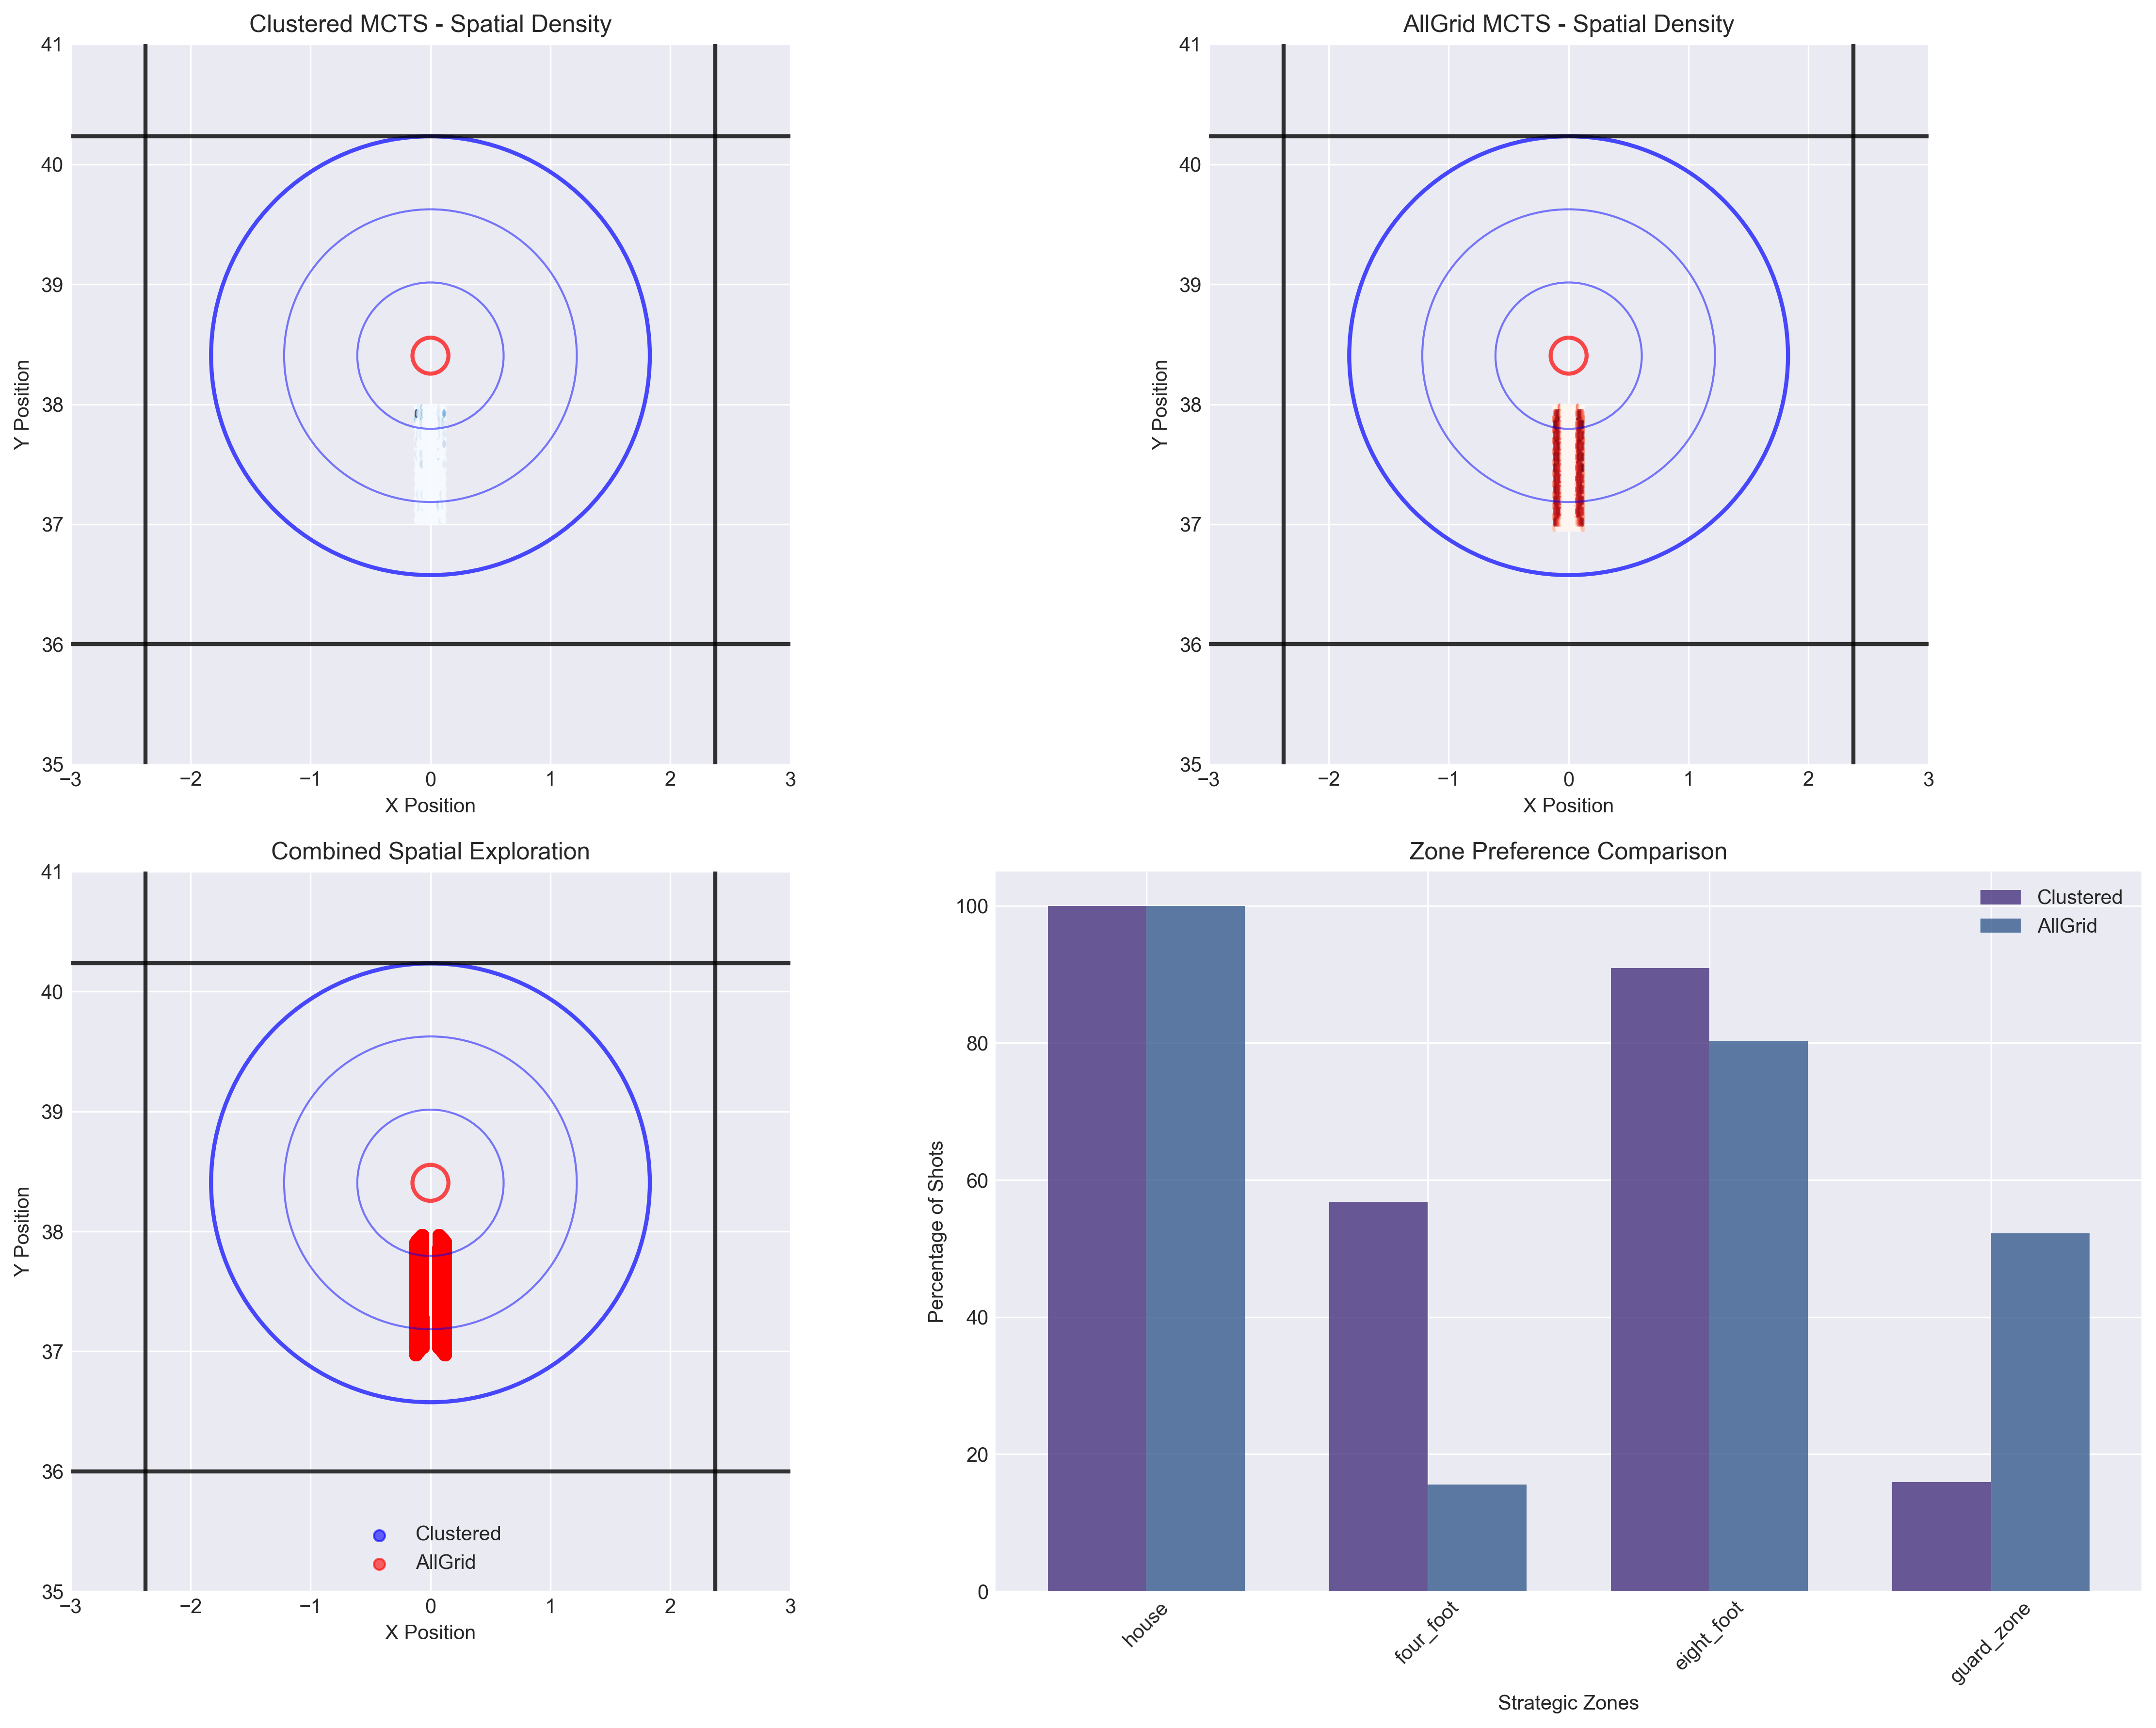 Clustered MCTS - Spatial Density
41
40
39
38
37
36
35
Y Position
−3 −2 −1 0 1 2 3
X Position
AllGrid MCTS - Spatial Density
41
40
39
38
37
36
35
Y Position
−3 −2 −1 0 1 2 3
X Position
Combined Spatial Exploration
41
40
39
38
37
36
35
Y Position
Clustered
AllGrid
−3 −2 −1 0 1 2 3
X Position
Zone Preference Comparison
100
80
60
40
20
0
Percentage of Shots
Clustered
AllGrid
house four_foot eight_foot guard_zone
Strategic Zones